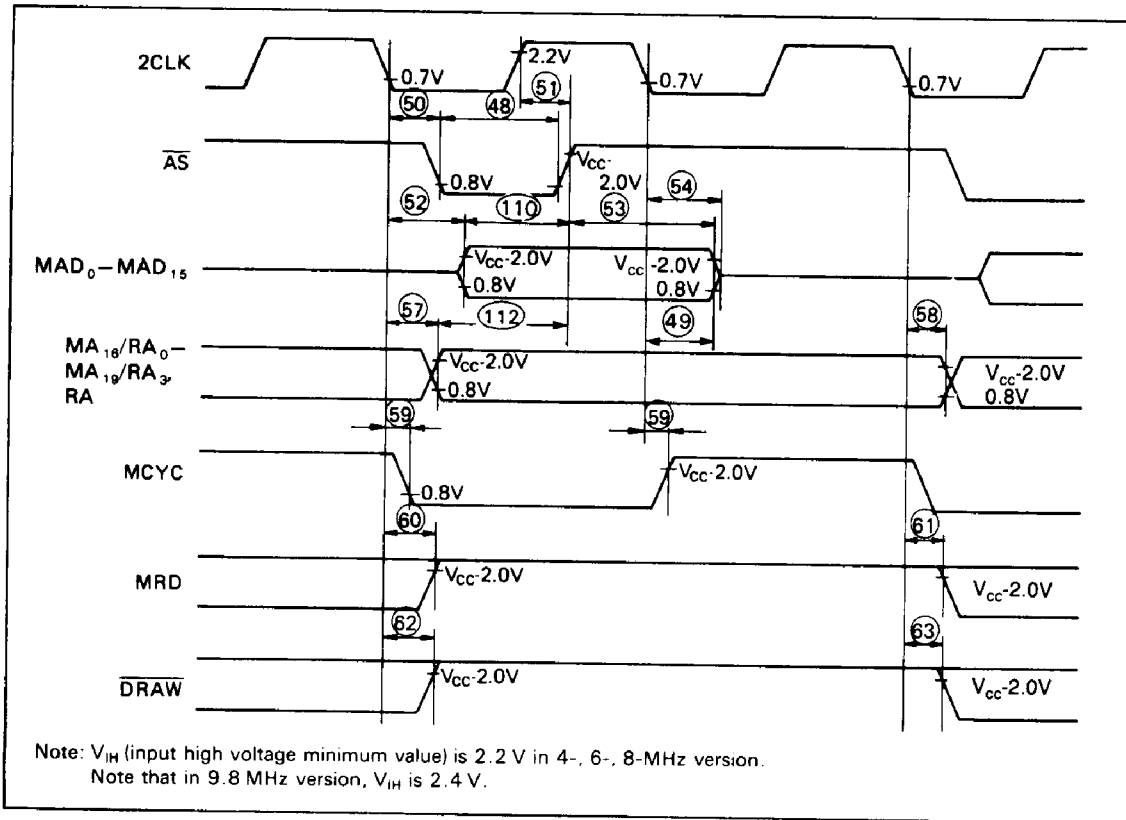 2CLK
0.7V
2.2V
0.7V
0.7V
50 48 51
AS
0.8V
VCC-
2.0V
52 110 53 54
MAD0–MAD15
VCC-2.0V
0.8V
VCC-2.0V
0.8V
57 112 49 58
MA16/RA0–
MA19/RA3,
RA
VCC-2.0V
0.8V
VCC-2.0V
0.8V
59 59
MCYC
0.8V
VCC-2.0V
60 61
MRD
VCC-2.0V
VCC-2.0V
62 63
DRAW
VCC-2.0V
VCC-2.0V
Note: VIH (input high voltage minimum value) is 2.2 V in 4-, 6-, 8-MHz version.
Note that in 9.8 MHz version, VIH is 2.4 V.